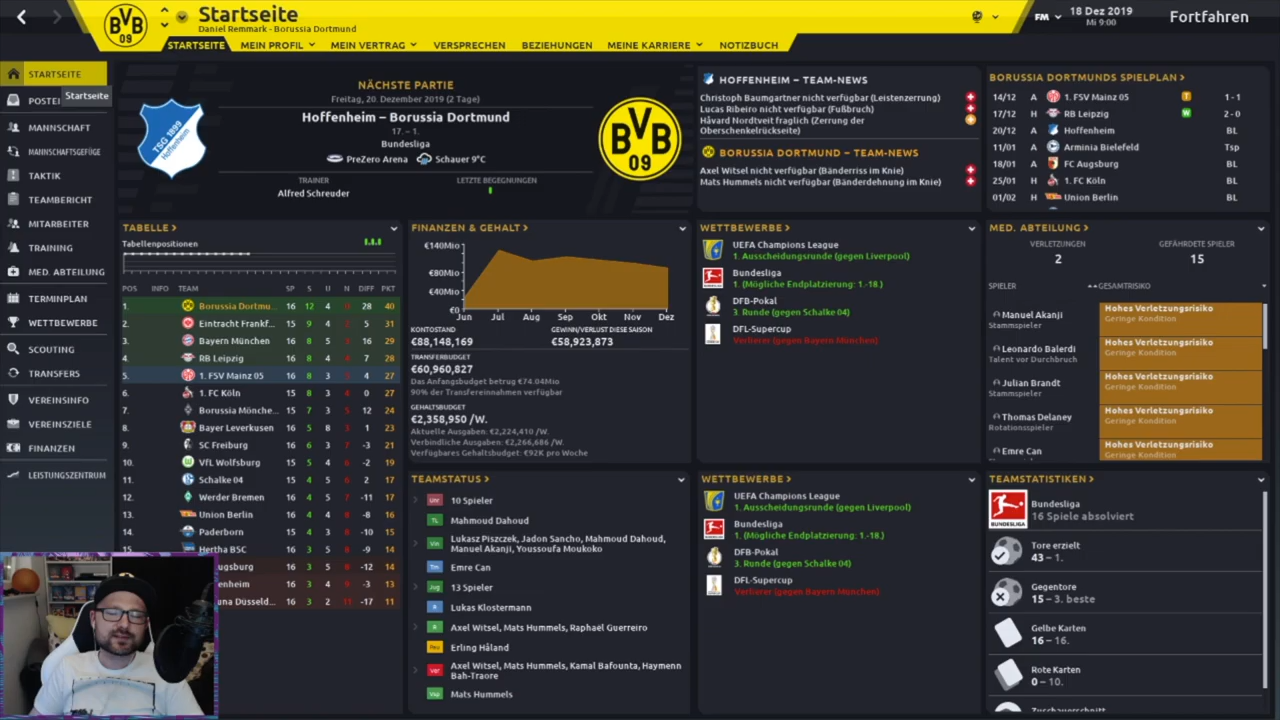 Startseite
Daniel Remmark - Borussia Dortmund
BVB
09
FM
18 Dez 2019
Mi 9:00
Fortfahren
STARTSEITE
MEIN PROFIL
MEIN VERTRAG
VERSPRECHEN
BEZIEHUNGEN
MEINE KARRIERE
NOTIZBUCH
STARTSEITE
POSTEI
Startseite
MANNSCHAFT
MANNSCHAFTSGEFÜGE
TAKTIK
TEAMBERICHT
MITARBEITER
TRAINING
MED. ABTEILUNG
TERMINPLAN
WETTBEWERBE
SCOUTING
TRANSFERS
VEREINSINFO
VEREINSZIELE
FINANZEN
LEISTUNGSZENTRUM
NÄCHSTE PARTIE
Freitag, 20. Dezember 2019 (2 Tage)
Hoffenheim – Borussia Dortmund
17. – 1.
Bundesliga
PreZero Arena Schauer 9°C
TRAINER
Alfred Schreuder
LETZTE BEGEGNUNGEN
TSG 1899
Hoffenheim
BVB
09
HOFFENHEIM – TEAM-NEWS
Christoph Baumgartner nicht verfügbar (Leistenzerrung)
Lucas Ribeiro nicht verfügbar (Fußbruch)
Håvard Nordtveit fraglich (Zerrung der
Oberschenkelrückseite)
BORUSSIA DORTMUND – TEAM-NEWS
Axel Witsel nicht verfügbar (Bänderriss im Knie)
Mats Hummels nicht verfügbar (Bänderdehnung im Knie)
BORUSSIA DORTMUNDS SPIELPLAN
14/12 A 1. FSV Mainz 05 T 1 - 1
17/12 H RB Leipzig W 2 - 0
20/12 A Hoffenheim BL
11/01 A Arminia Bielefeld Tsp
18/01 A FC Augsburg BL
25/01 H 1. FC Köln BL
01/02 H Union Berlin BL
TABELLE
Tabellenpositionen
POS INFO TEAM SP S U N DIFF PKT
1. Borussia Dortmu... 16 12 4 0 28 40
2. Eintracht Frankf... 15 9 4 5 31
3. Bayern München 16 8 5 3 16 29
4. RB Leipzig 16 8 4 7 28
5. 1. FSV Mainz 05 16 8 3 4 27
6. 1. FC Köln 15 8 3 4 0 27
7. Borussia Mönche... 15 7 3 5 12 24
8. Bayer Leverkusen 16 5 8 3 1 23
9. SC Freiburg 16 6 3 7 -3 21
10. VfL Wolfsburg 15 5 4 -2 19
11. Schalke 04 15 4 5 2 17
12. Werder Bremen 16 4 5 7 -11 17
13. Union Berlin 16 4 4 8 -8 16
14. Paderborn 15 4 3 8 -10 15
15. Hertha BSC 16 3 5 8 -9 14
ugsburg 16 3 5 8 -12 14
enheim 16 3 4 9 -3 13
una Düsseld... 16 3 2 11 -17 11
FINANZEN & GEHALT
€140Mio
€80Mio
€40Mio
€0
Jun Jul Aug Sep Okt Nov Dez
KONTOSTAND
€88,148,169
GEWINN/VERLUST DIESE SAISON
€58,923,873
TRANSFERBUDGET
€60,960,827
Das Anfangsbudget betrug €74.04Mio
90% der Transfereinnahmen verfügbar
GEHALTSBUDGET
€2,358,950 /W.
Aktuelle Ausgaben: €2,224,410 /W.
Verbindliche Ausgaben: €2,266,686 /W.
Verfügbares Gehaltsbudget: €92K pro Woche
WETTBEWERBE
UEFA Champions League
1. Ausscheidungsrunde (gegen Liverpool)
Bundesliga
1. (Mögliche Endplatzierung: 1.-18.)
DFB-Pokal
3. Runde (gegen Schalke 04)
DFL-Supercup
Verlierer (gegen Bayern München)
MED. ABTEILUNG
VERLETZUNGEN
2
GEFÄHRDETE SPIELER
15
SPIELER GESAMTRISIKO
Manuel Akanji
Stammspieler
Hohes Verletzungsrisiko
Geringe Kondition
Leonardo Balerdi
Talent vor Durchbruch
Hohes Verletzungsrisiko
Geringe Kondition
Julian Brandt
Stammspieler
Hohes Verletzungsrisiko
Geringe Kondition
Thomas Delaney
Rotationsspieler
Hohes Verletzungsrisiko
Geringe Kondition
Emre Can
Hohes Verletzungsrisiko
Geringe Kondition
TEAMSTATUS
10 Spieler
Mahmoud Dahoud
Lukasz Piszczek, Jadon Sancho, Mahmoud Dahoud,
Manuel Akanji, Youssoufa Moukoko
Emre Can
13 Spieler
Lukas Klostermann
Axel Witsel, Mats Hummels, Raphaël Guerreiro
Erling Håland
Axel Witsel, Mats Hummels, Kamal Bafounta, Haymenn
Bah-Traore
Mats Hummels
WETTBEWERBE
UEFA Champions League
1. Ausscheidungsrunde (gegen Liverpool)
Bundesliga
1. (Mögliche Endplatzierung: 1.-18.)
DFB-Pokal
3. Runde (gegen Schalke 04)
DFL-Supercup
Verlierer (gegen Bayern München)
TEAMSTATISTIKEN
BUNDESLIGA
Bundesliga
16 Spiele absolviert
Tore erzielt
43 – 1.
Gegentore
15 – 3. beste
Gelbe Karten
16 – 16.
Rote Karten
0 – 10.
Zuschauerschnitt